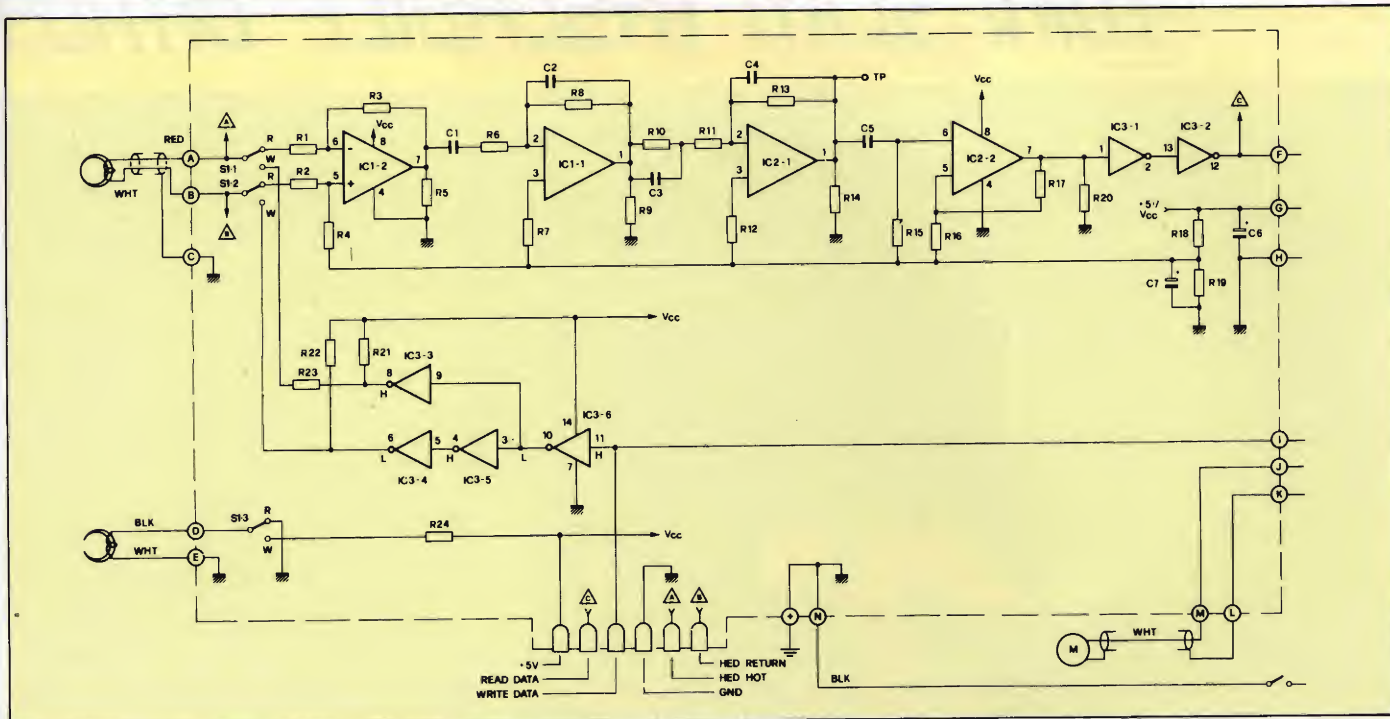 C2
C4
TP
R3
R8
R13
Vcc
C
RED
A
A
R
R1
Vcc
8
6
-
7
C1
R6
2
IC1-1
1
R10
R11
2
IC2-1
1
C5
6
8
IC2-2
7
IC3-1
1
2
IC3-2
13
12
F
W
S1-1
S1-2
R
R2
5
+
IC1-2
4
R5
3
C3
R9
3
R14
5
4
R17
R20
WHT
B
B
W
+5V
Vcc
G
R18
C6
R4
R7
R12
R15
R16
C
H
C7
R19
Vcc
R22
R21
IC3-3
R23
8
H
9
14
IC3-6
6
L
5
4
H
3
L
10
11
H
7
I
IC3-4
IC3-5
J
K
BLK
D
S1-3
R
W
R24
Vcc
WHT
E
C
A
B
+
N
M
L
M
WHT
+5V
READ DATA
WRITE DATA
HED RETURN
HED HOT
GND
BLK